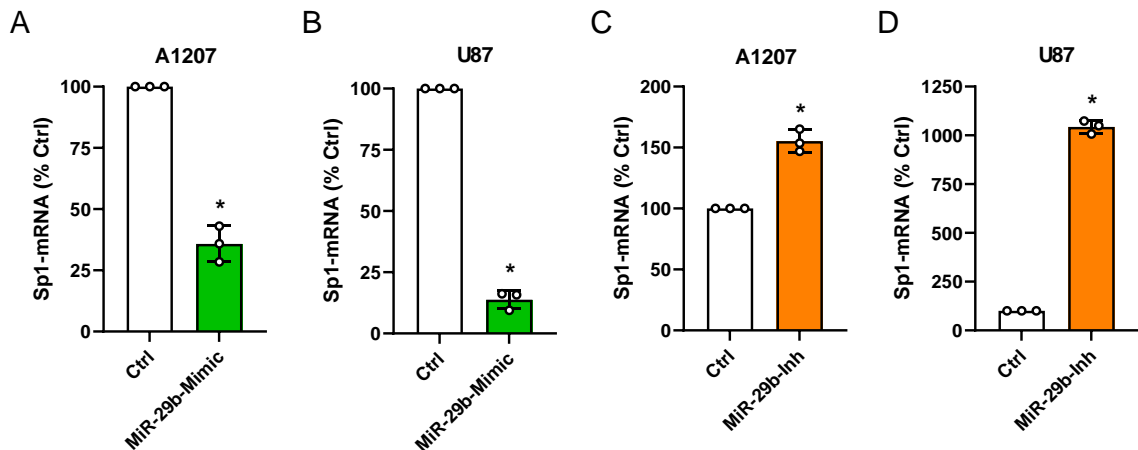 A
A1207
Sp1-mRNA (% Ctrl)
100
75
50
25
0
*
Ctrl
MiR-29b-Mimic
B
U87
Sp1-mRNA (% Ctrl)
100
75
50
25
0
*
Ctrl
MiR-29b-Mimic
C
A1207
Sp1-mRNA (% Ctrl)
200
150
100
50
0
*
Ctrl
MiR-29b-Inh
D
U87
Sp1-mRNA (% Ctrl)
1250
1000
750
500
250
0
*
Ctrl
MiR-29b-Inh